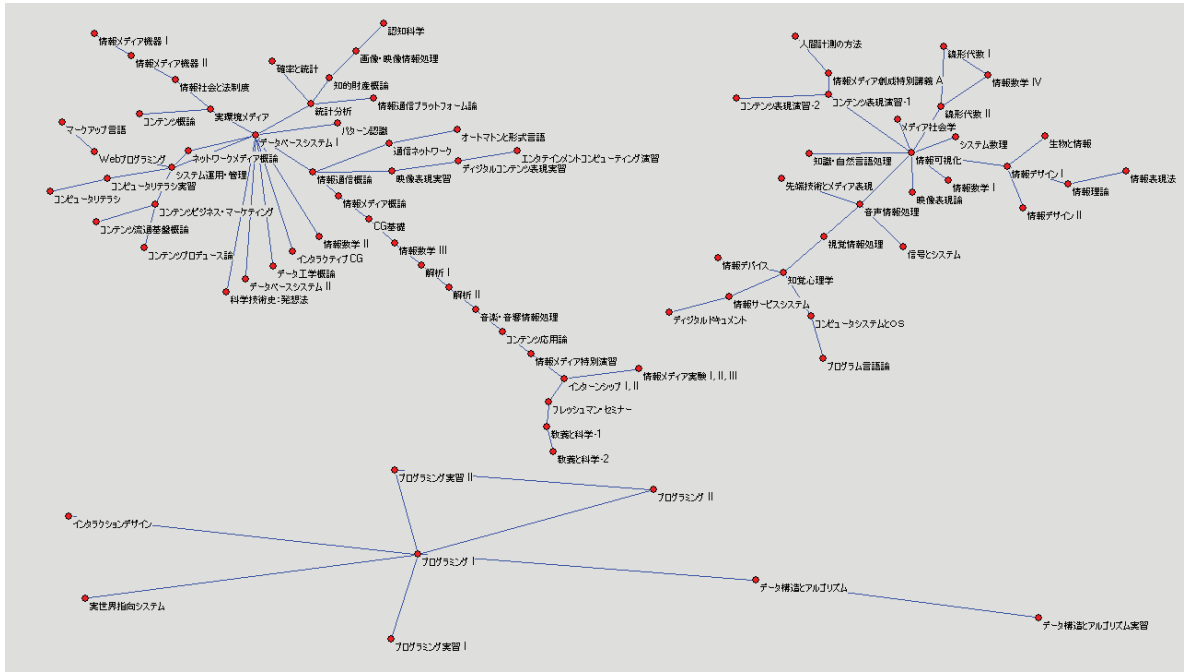 情報メディア機器 I
情報メディア機器 II
情報社会と法制度
コンテンツ概論
実環境メディア
認知科学
画像・映像情報処理
確率と統計
知的財産概論
統計分析
情報通信プラットフォーム論
パターン認識
データベースシステム I
マークアップ言語
Webプログラミング
ネットワークメディア概論
システム運用・管理
コンピュータリテラシ実習
コンピュータリテラシ
コンテンツビジネス・マーケティング
コンテンツ流通基盤概論
コンテンツプロデュース論
オートマトンと形式言語
通信ネットワーク
エンタテインメントコンピューティング演習
ディジタルコンテンツ表現実習
映像表現実習
情報通信概論
情報メディア概論
CG基礎
情報数学 II
インタラクティブCG
データ工学概論
データベースシステム II
科学技術史:発想法
情報数学 III
解析 I
解析 II
音楽・音響情報処理
コンテンツ応用論
情報メディア特別演習
インターンシップ I, II
情報メディア実験 I, II, III
フレッシュマン・セミナー
教養と科学-1
教養と科学-2
人間計測の方法
線形代数 I
情報メディア創成特別講義 A
情報数学 IV
コンテンツ表現演習-2
コンテンツ表現演習-1
線形代数 II
メディア社会学
システム数理
生物と情報
知識・自然言語処理
情報可視化
情報デザイン I
情報表現法
情報理論
先端技術とメディア表現
情報数学 I
映像表現論
音声情報処理
情報デザイン II
視覚情報処理
信号とシステム
情報デバイス
知覚心理学
情報サービスシステム
ディジタルドキュメント
コンピュータシステムとOS
プログラム言語論
プログラミング実習 II
プログラミング II
インタラクションデザイン
プログラミング I
データ構造とアルゴリズム
実世界指向システム
データ構造とアルゴリズム実習
プログラミング実習 I